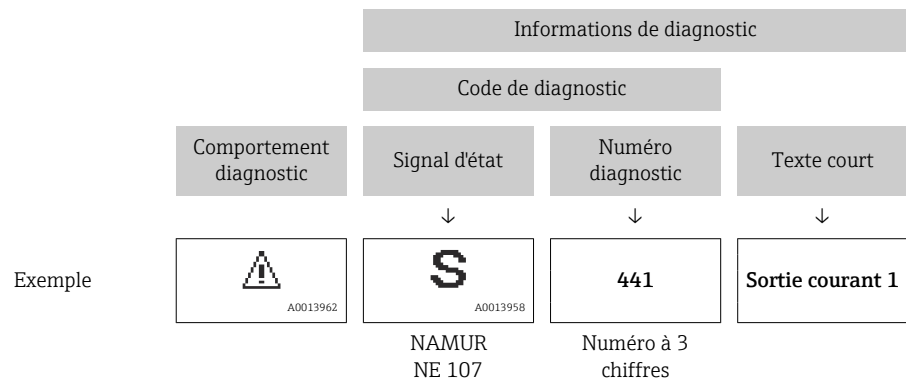 Informations de diagnostic
Code de diagnostic
Comportement
diagnostic
Signal d'état
Numéro
diagnostic
Texte court
↓ ↓ ↓
Exemple
A0013962
S
A0013958
441
Sortie courant 1
NAMUR
NE 107
Numéro à 3
chiffres